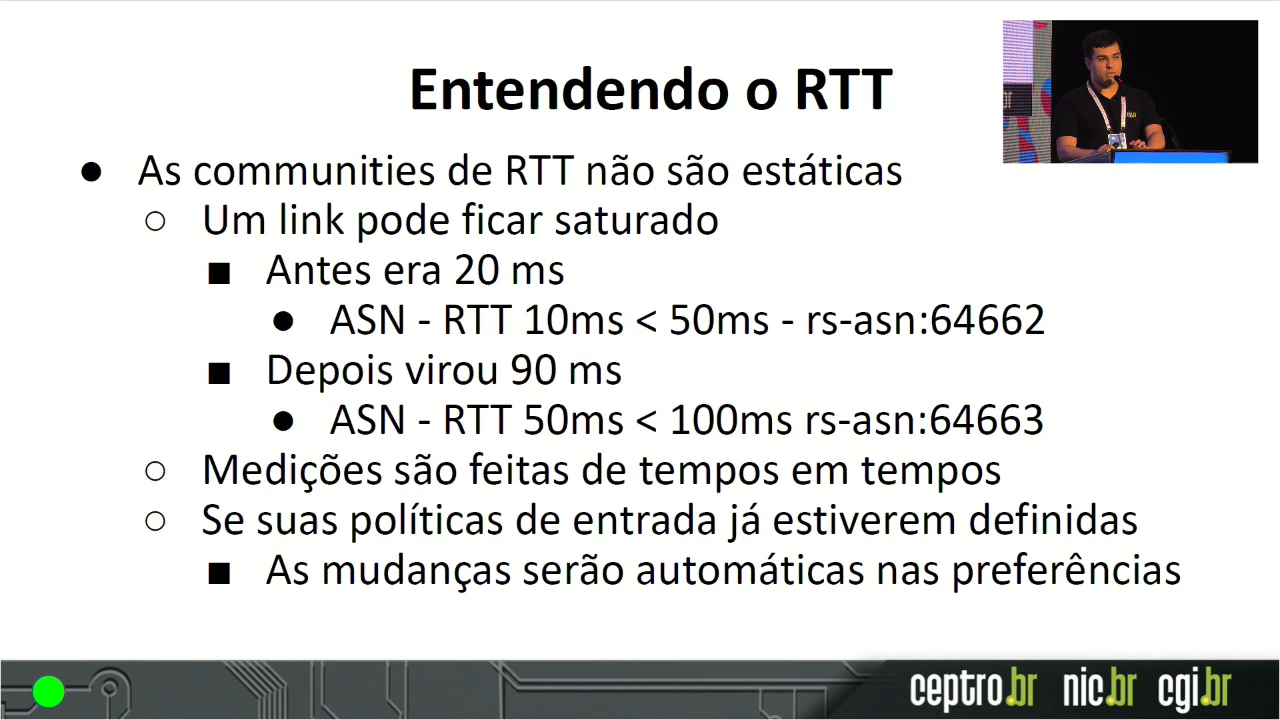 Entendendo o RTT
● As communities de RTT não são estáticas
○ Um link pode ficar saturado
■ Antes era 20 ms
● ASN - RTT 10ms < 50ms - rs-asn:64662
■ Depois virou 90 ms
● ASN - RTT 50ms < 100ms rs-asn:64663
○ Medições são feitas de tempos em tempos
○ Se suas políticas de entrada já estiverem definidas
■ As mudanças serão automáticas nas preferências
ceptro.br nic.br cgi.br